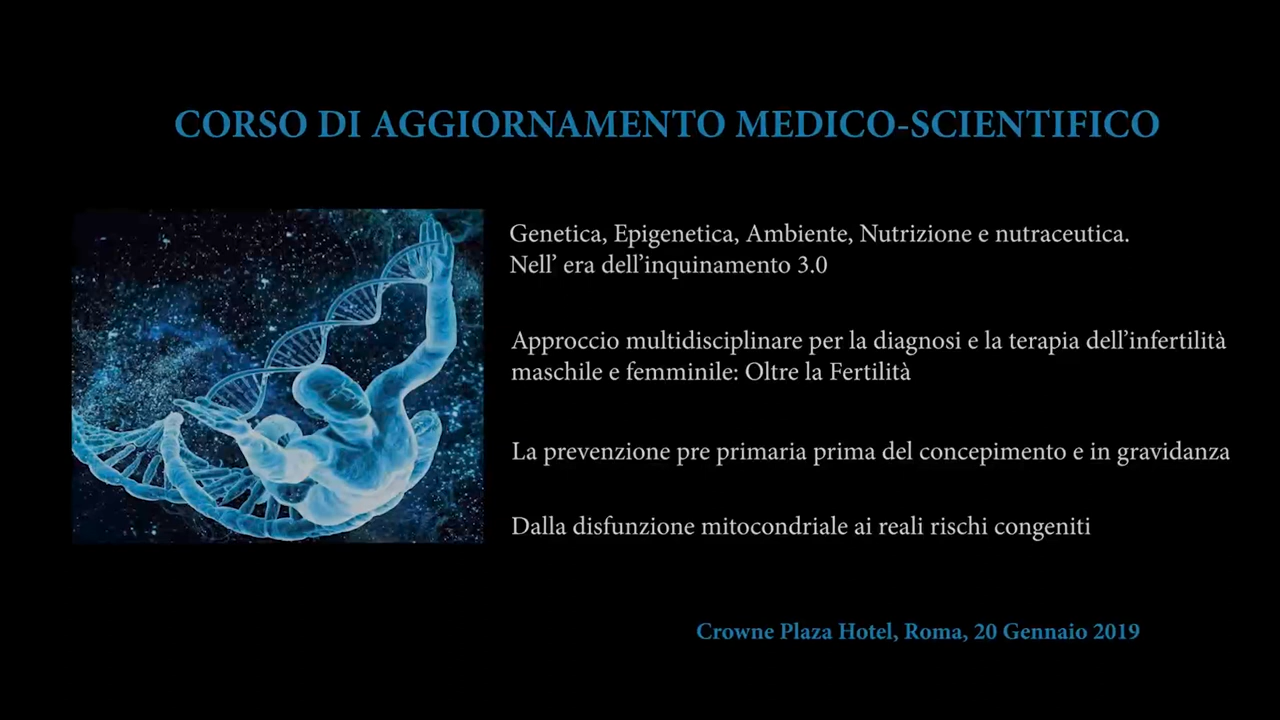 CORSO DI AGGIORNAMENTO MEDICO-SCIENTIFICO
Genetica, Epigenetica, Ambiente, Nutrizione e nutraceutica.
Nell’ era dell’inquinamento 3.0
Approccio multidisciplinare per la diagnosi e la terapia dell’infertilità
maschile e femminile: Oltre la Fertilità
La prevenzione pre primaria prima del concepimento e in gravidanza
Dalla disfunzione mitocondriale ai reali rischi congeniti
Crowne Plaza Hotel, Roma, 20 Gennaio 2019